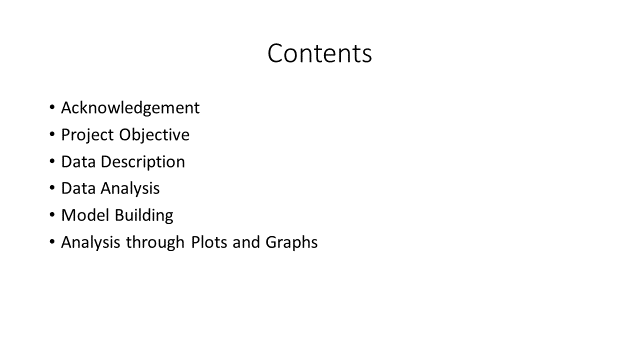 Contents
• Acknowledgement
• Project Objective
• Data Description
• Data Analysis
• Model Building
• Analysis through Plots and Graphs